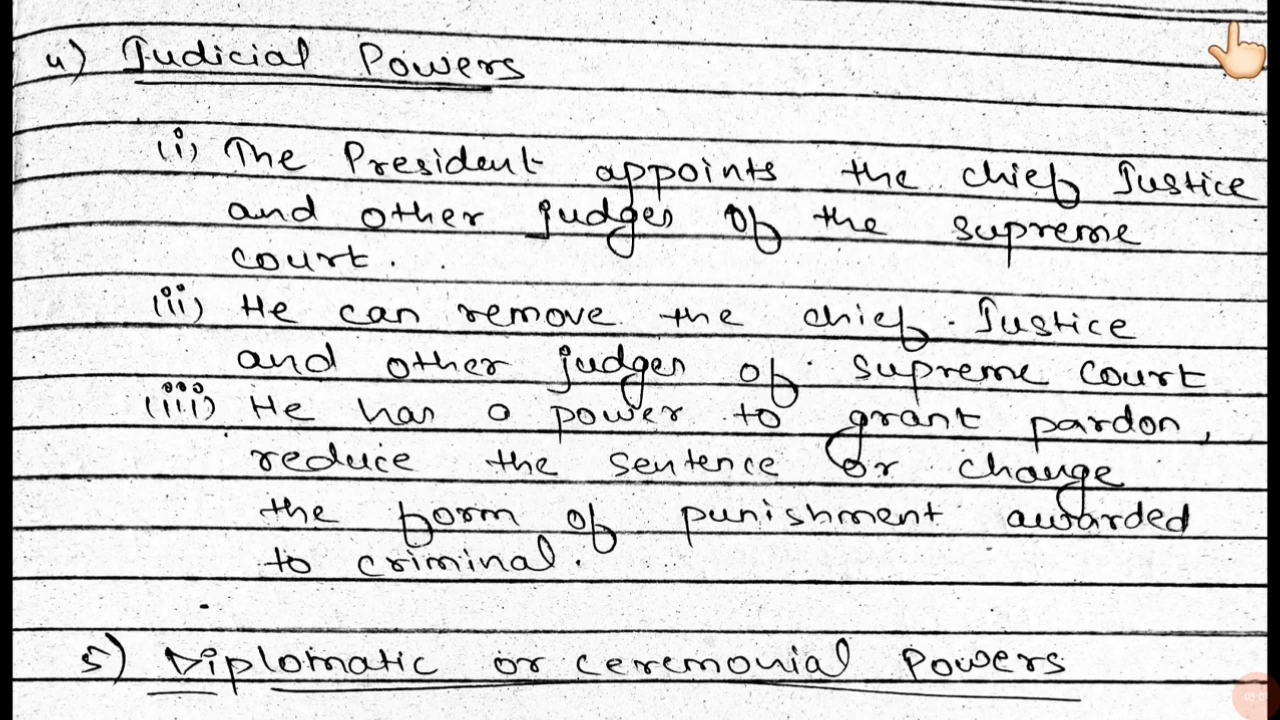 4) Judicial Powers
(i) The President appoints the chief Justice
and other judges of the supreme
court.
(ii) He can remove the chief Justice
and other judges of supreme court
(iii) He has a power to grant pardon,
reduce the sentence or change
the form of punishment awarded
to criminal.
5) Diplomatic or ceremonial Powers